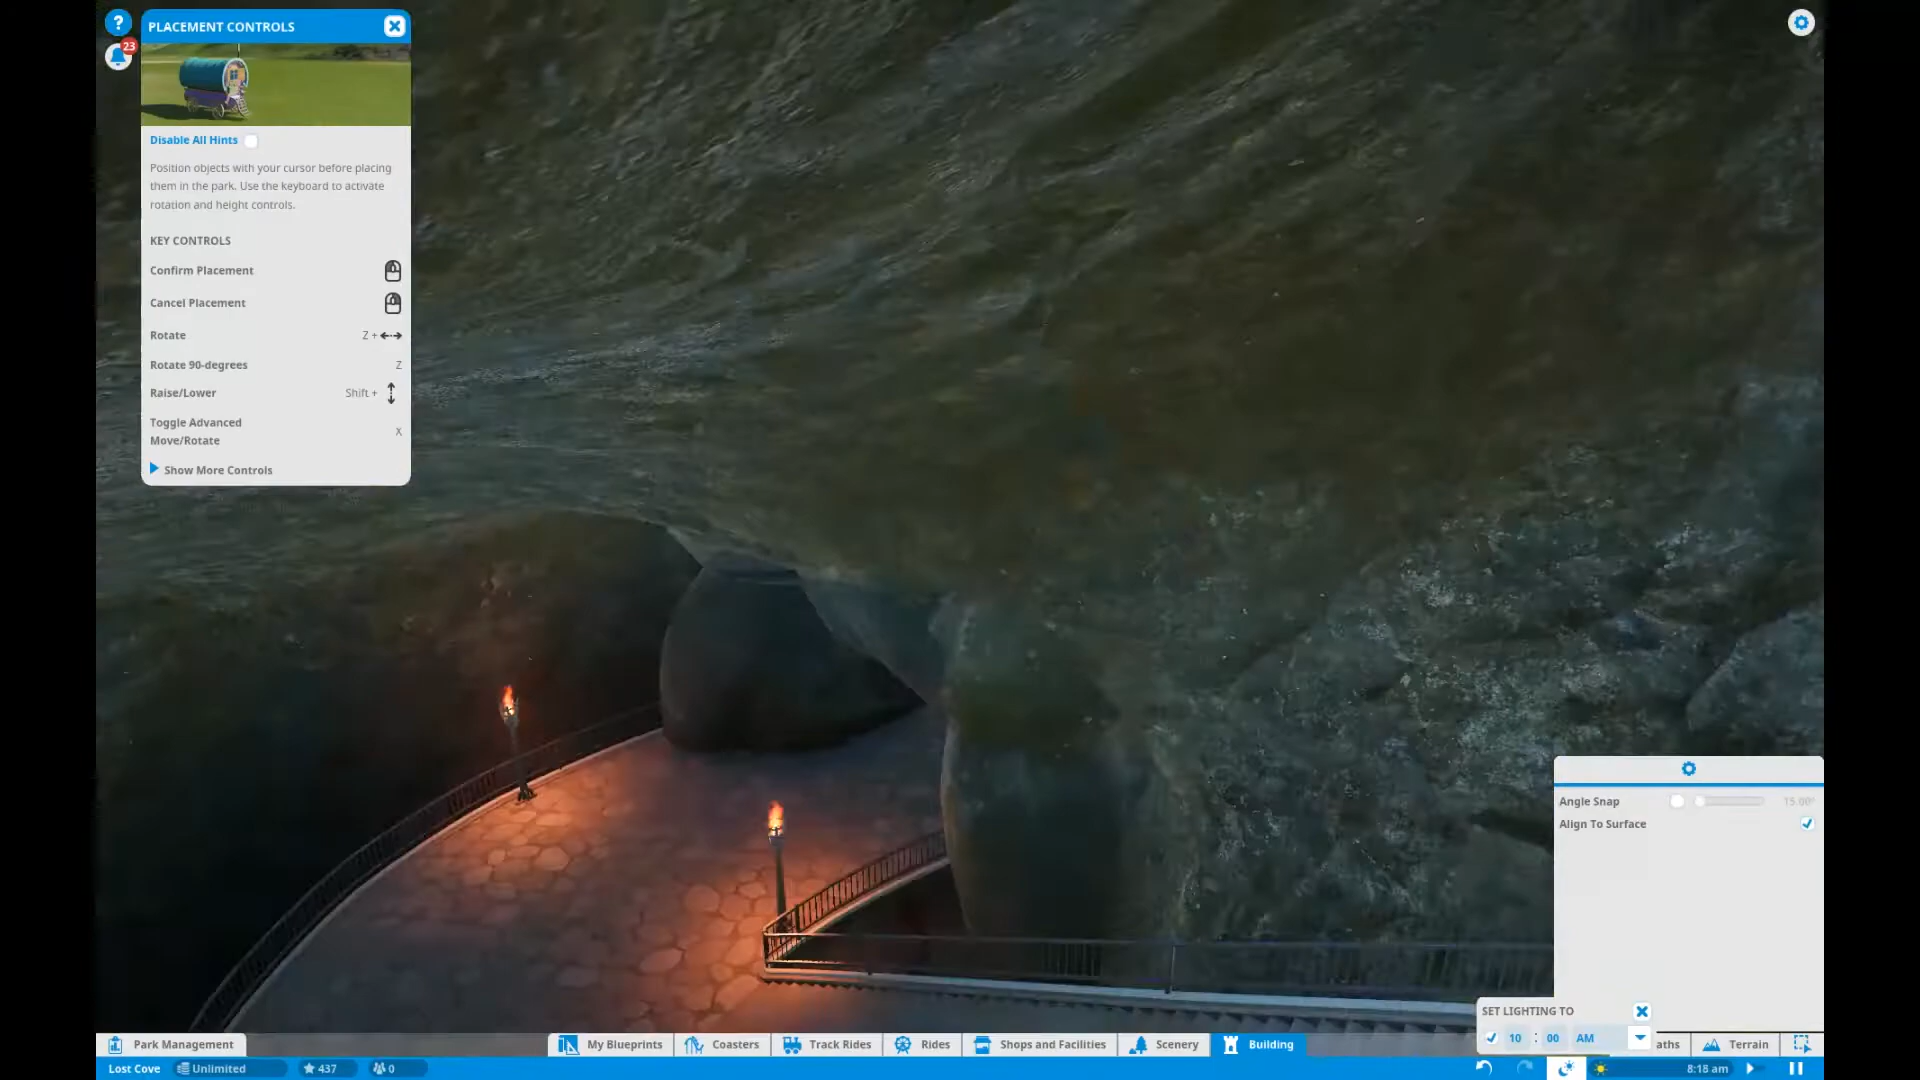 ?
23
PLACEMENT CONTROLS
Disable All Hints
Position objects with your cursor before placing
them in the park. Use the keyboard to activate
rotation and height controls.
KEY CONTROLS
Confirm Placement
Cancel Placement
Rotate Z +
Rotate 90-degrees Z
Raise/Lower Shift +
Toggle Advanced
Move/Rotate X
Show More Controls
Angle Snap 15.00°
Align To Surface
SET LIGHTING TO
10 : 00 AM
Park Management My Blueprints Coasters Track Rides Rides Shops and Facilities Scenery Building aths Terrain
Lost Cove Unlimited 437 0 8:18 am